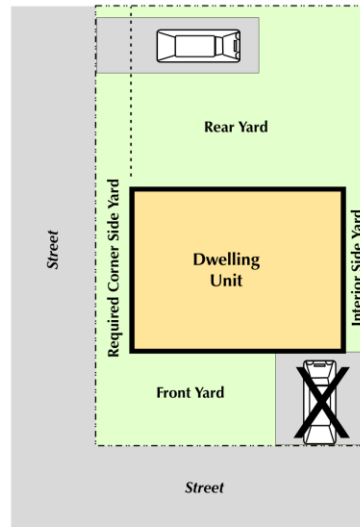 Rear Yard
Street
Required Corner Side Yard
Dwelling
Unit
Interior Side Yard
Front Yard
Street